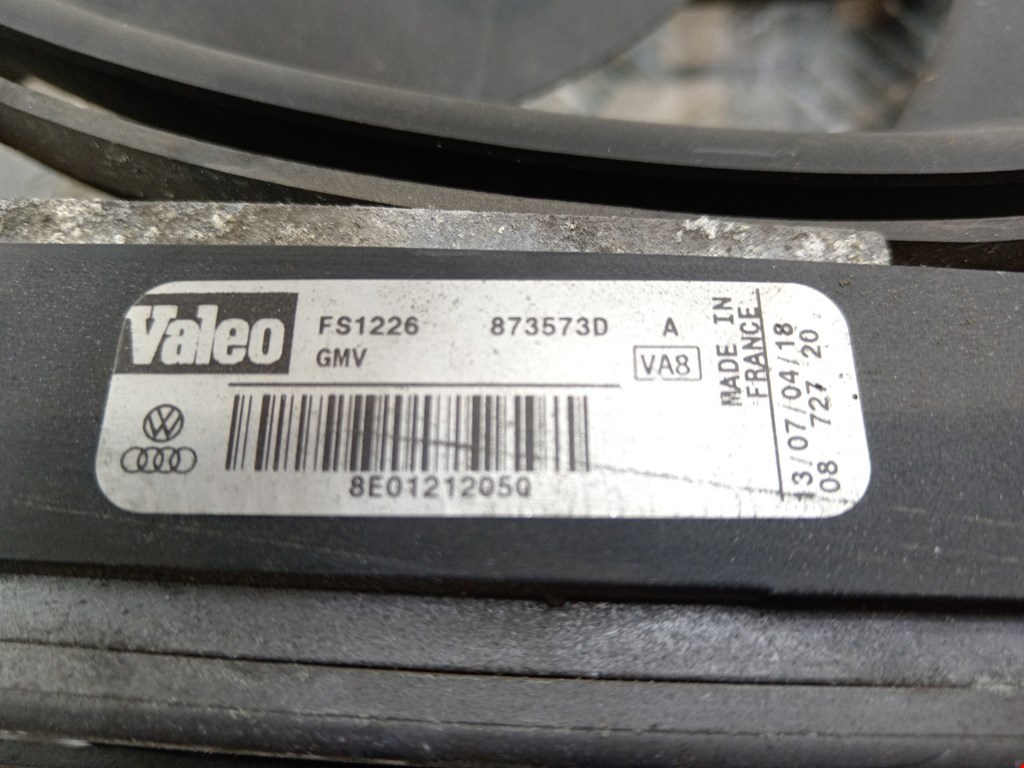 Valeo
FS1226 873573D A
GMV VA8
8E0121205Q
MADE IN
FRANCE
13/07/04/18
08 727 20